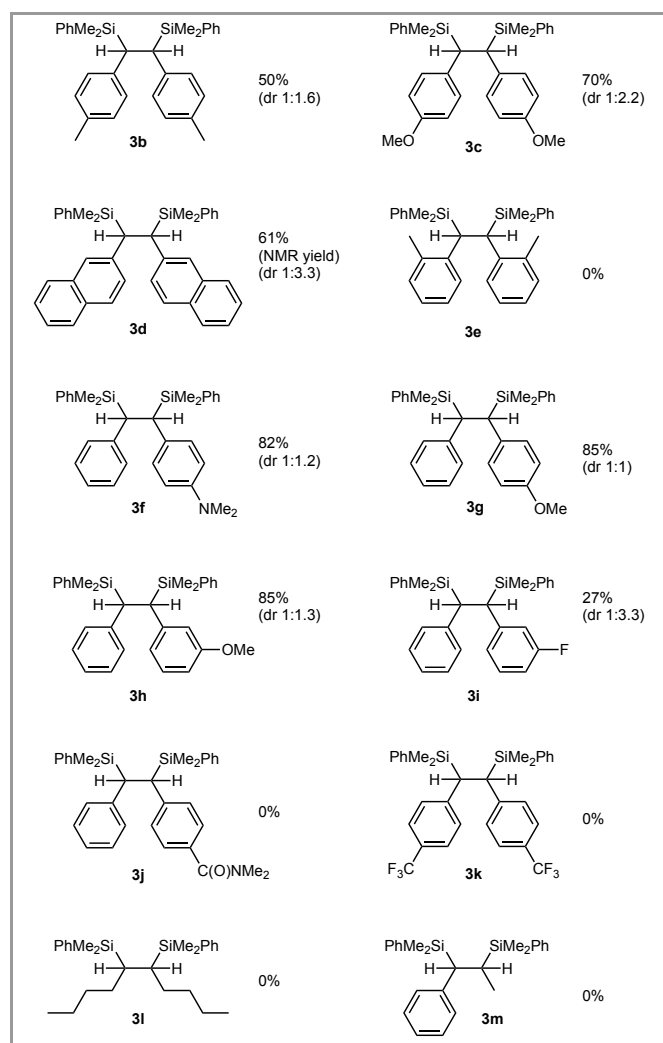 PhMe2Si SiMe2Ph
H H
50%
(dr 1:1.6)
3b
PhMe2Si SiMe2Ph
H H
70%
(dr 1:2.2)
MeO OMe
3c
PhMe2Si SiMe2Ph
H H
61%
(NMR yield)
(dr 1:3.3)
3d
PhMe2Si SiMe2Ph
H H
0%
3e
PhMe2Si SiMe2Ph
H H
82%
(dr 1:1.2)
NMe2
3f
PhMe2Si SiMe2Ph
H H
85%
(dr 1:1)
OMe
3g
PhMe2Si SiMe2Ph
H H
85%
(dr 1:1.3)
OMe
3h
PhMe2Si SiMe2Ph
H H
27%
(dr 1:3.3)
F
3i
PhMe2Si SiMe2Ph
H H
0%
C(O)NMe2
3j
PhMe2Si SiMe2Ph
H H
0%
F3C CF3
3k
PhMe2Si SiMe2Ph
H H
0%
3l
PhMe2Si SiMe2Ph
H H
0%
3m